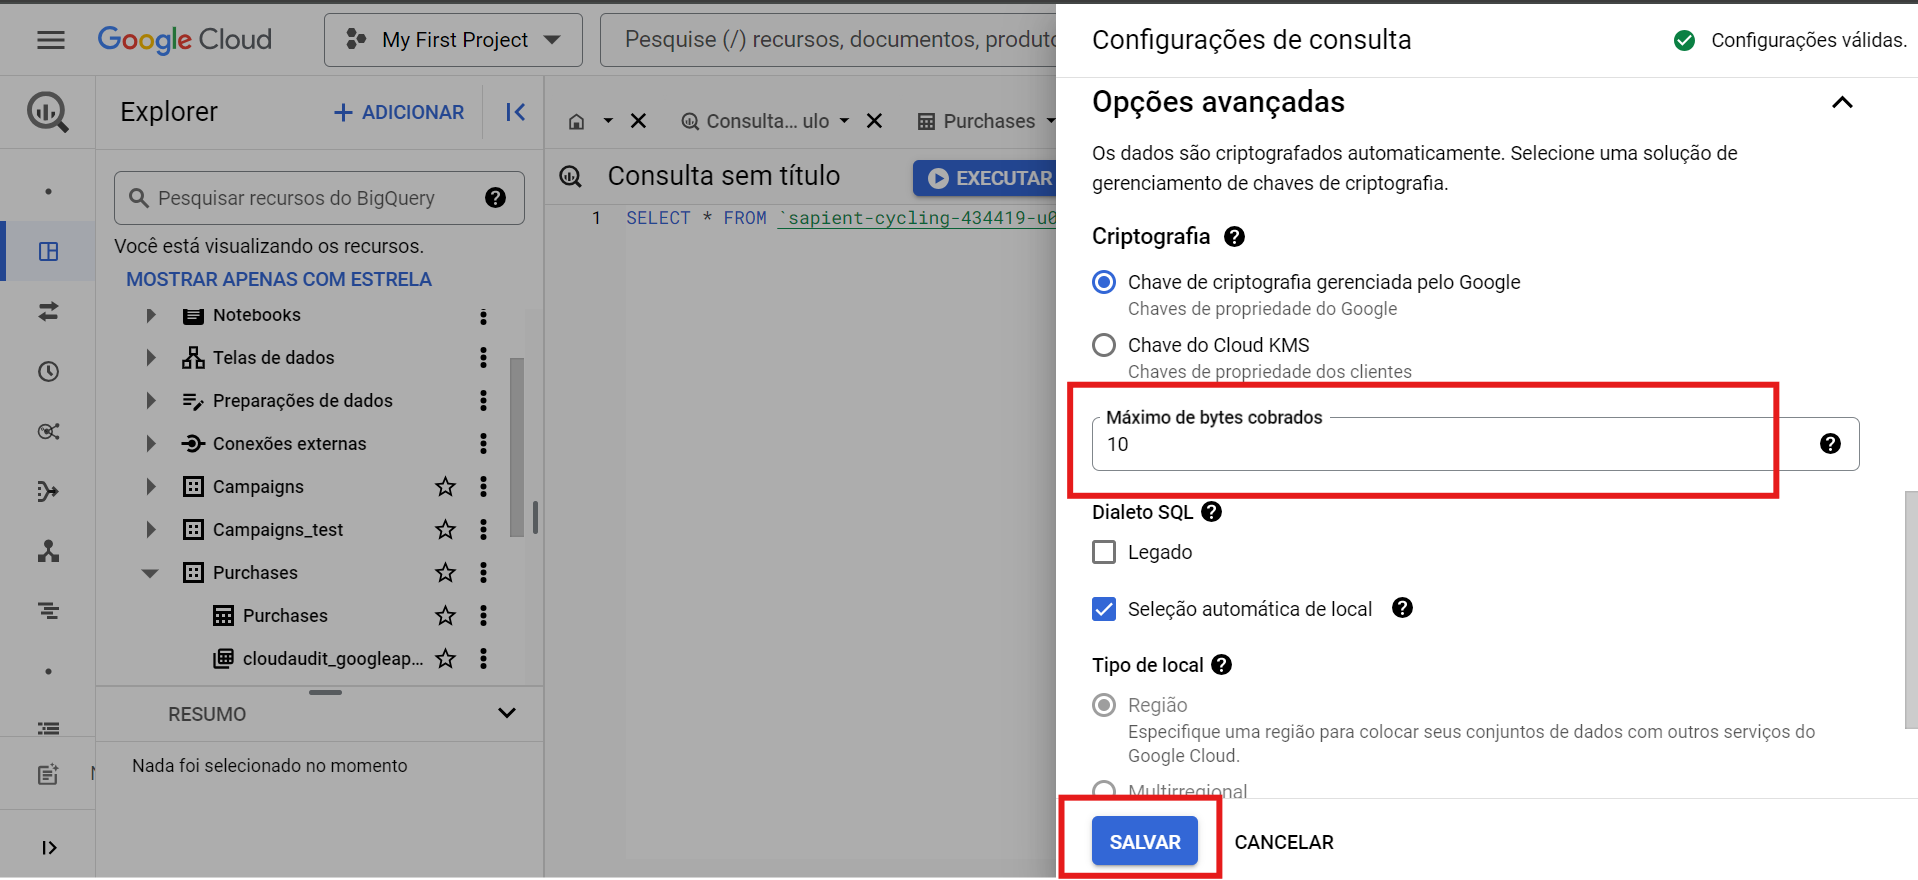 Google Cloud
My First Project
Pesquise (/) recursos, documentos, produto
Explorer
+ ADICIONAR
Pesquisar recursos do BigQuery
Você está visualizando os recursos.
MOSTRAR APENAS COM ESTRELA
Notebooks
Telas de dados
Preparações de dados
Conexões externas
Campaigns
Campaigns_test
Purchases
Purchases
cloudaudit_googleap...
RESUMO
Nada foi selecionado no momento
Consulta... ulo
Purchases
Consulta sem título
EXECUTAR
1 SELECT * FROM `sapient-cycling-434419-u0
Configurações de consulta
Configurações válidas.
Opções avançadas
Os dados são criptografados automaticamente. Selecione uma solução de
gerenciamento de chaves de criptografia.
Criptografia
Chave de criptografia gerenciada pelo Google
Chaves de propriedade do Google
Chave do Cloud KMS
Chaves de propriedade dos clientes
Máximo de bytes cobrados
10
Dialeto SQL
Legado
Seleção automática de local
Tipo de local
Região
Especifique uma região para colocar seus conjuntos de dados com outros serviços do
Google Cloud.
Multirregional
SALVAR
CANCELAR